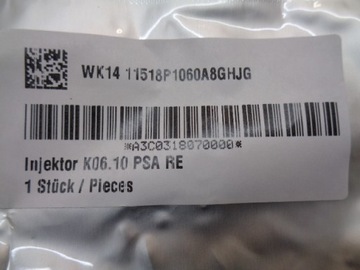 WK14 11518P1060A8GHJG
*A3C0318070000*
Injektor K06.10 PSA RE
1 Stück / Pieces